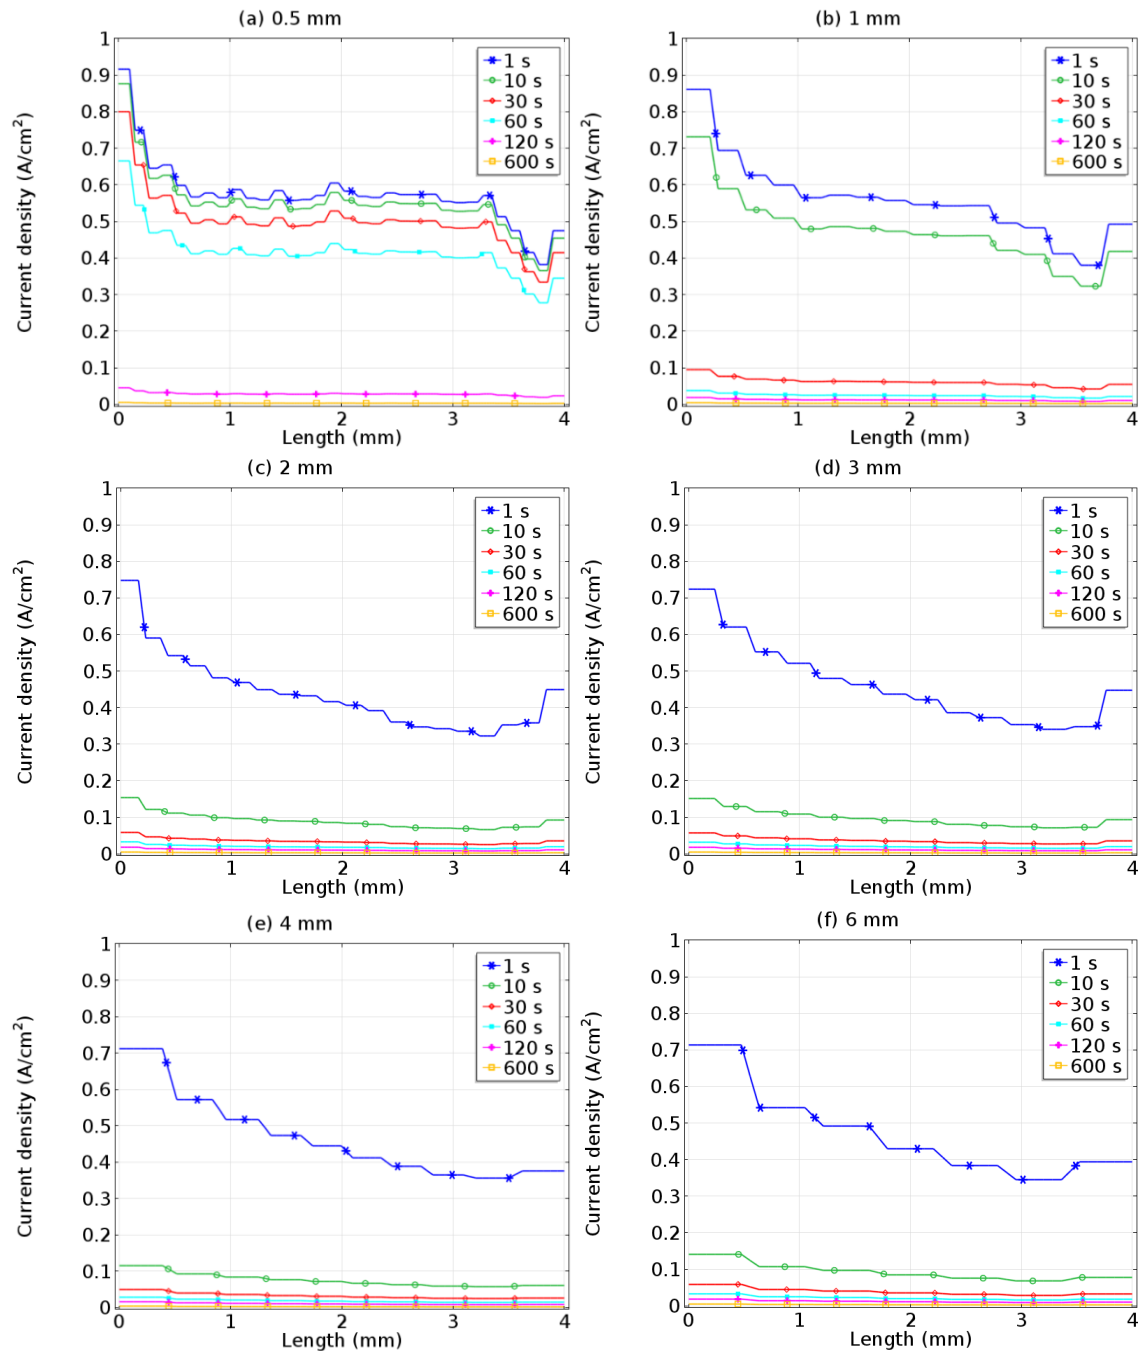 (a) 0.5 mm
1
0.9
0.8
0.7
0.6
0.5
0.4
0.3
0.2
0.1
0
Current density (A/cm²)
1 s
10 s
30 s
60 s
120 s
600 s
0 1 2 3 4
Length (mm)
(b) 1 mm
1
0.9
0.8
0.7
0.6
0.5
0.4
0.3
0.2
0.1
0
Current density (A/cm²)
1 s
10 s
30 s
60 s
120 s
600 s
0 1 2 3 4
Length (mm)
(c) 2 mm
1
0.9
0.8
0.7
0.6
0.5
0.4
0.3
0.2
0.1
0
Current density (A/cm²)
1 s
10 s
30 s
60 s
120 s
600 s
0 1 2 3 4
Length (mm)
(d) 3 mm
1
0.9
0.8
0.7
0.6
0.5
0.4
0.3
0.2
0.1
0
Current density (A/cm²)
1 s
10 s
30 s
60 s
120 s
600 s
0 1 2 3 4
Length (mm)
(e) 4 mm
1
0.9
0.8
0.7
0.6
0.5
0.4
0.3
0.2
0.1
0
Current density (A/cm²)
1 s
10 s
30 s
60 s
120 s
600 s
0 1 2 3 4
Length (mm)
(f) 6 mm
1
0.9
0.8
0.7
0.6
0.5
0.4
0.3
0.2
0.1
0
Current density (A/cm²)
1 s
10 s
30 s
60 s
120 s
600 s
0 1 2 3 4
Length (mm)